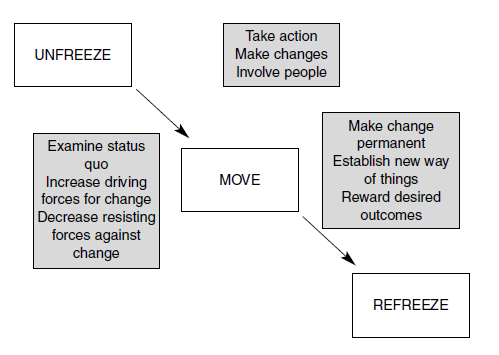 UNFREEZE
Take action
Make changes
Involve people
Examine status
quo
Increase driving
forces for change
Decrease resisting
forces against
change
MOVE
Make change
permanent
Establish new way
of things
Reward desired
outcomes
REFREEZE